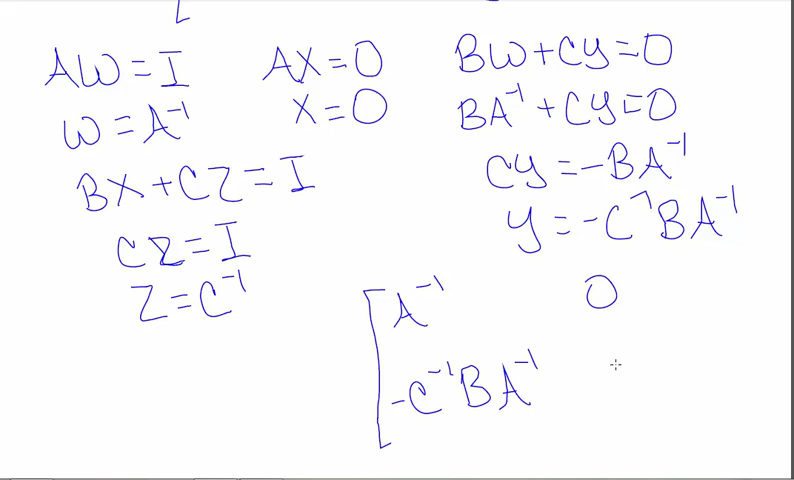 AW = I
W = A⁻¹
AX = 0
X = 0
BX + CZ = I
CZ = I
Z = C⁻¹
BW + CY = 0
BA⁻¹ + CY = 0
CY = -BA⁻¹
Y = -C⁻¹BA⁻¹
[ A⁻¹ 0
-C⁻¹BA⁻¹